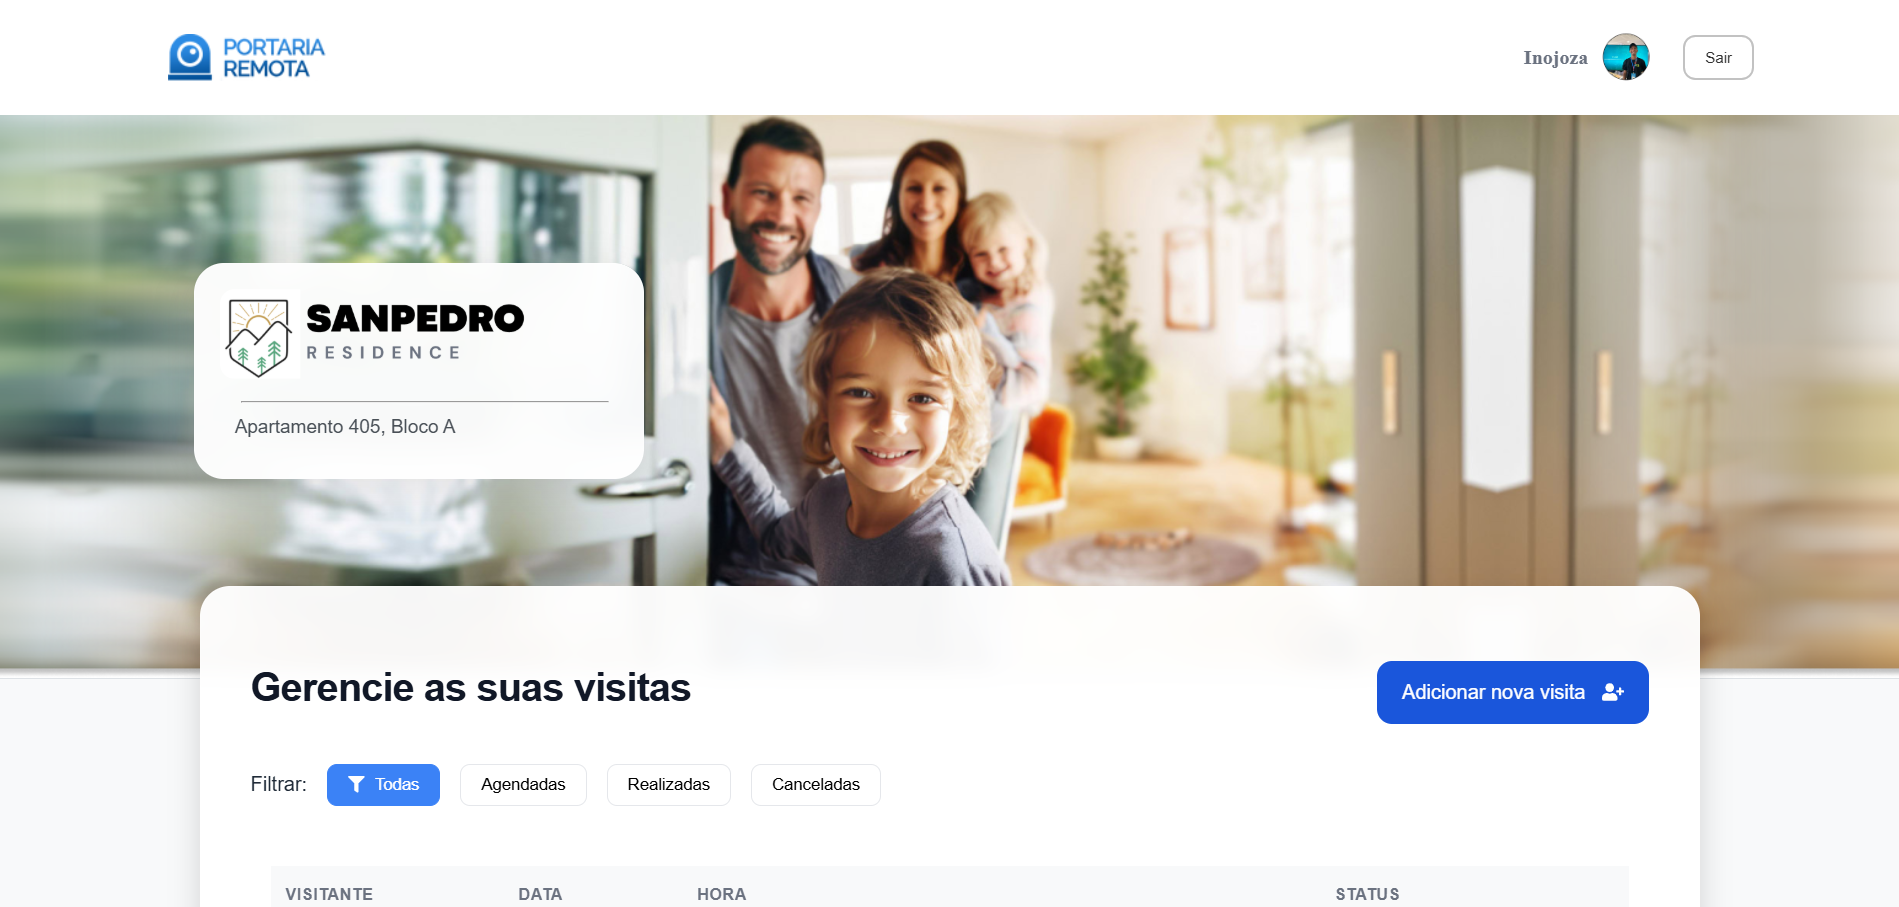 PORTARIA
REMOTA
Inojoza
Sair
SANPEDRO
RESIDENCE
Apartamento 405, Bloco A
Gerencie as suas visitas
Adicionar nova visita
Filtrar: Todas Agendadas Realizadas Canceladas
VISITANTE DATA HORA STATUS